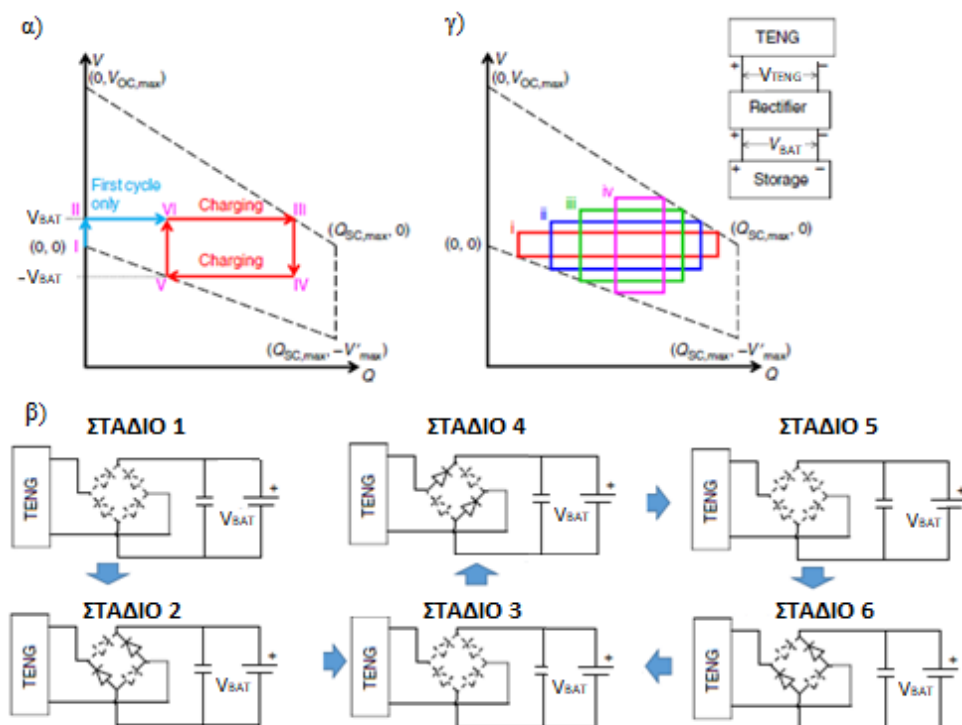 α)
V
(0, V_OC,max)
First cycle
only
II
VI
Charging
III
V_BAT
(0, 0)
I
(Q_SC,max, 0)
−V_BAT
Charging
V
IV
(Q_SC,max, −V'_max)
Q
γ)
V
(0, V_OC,max)
iv
iii
ii
i
(0, 0)
(Q_SC,max, 0)
(Q_SC,max, −V'_max)
Q
TENG
+ V_TENG −
Rectifier
+ V_BAT −
+ Storage −
β)
ΣΤΑΔΙΟ 1
TENG
V_BAT
+
ΣΤΑΔΙΟ 4
TENG
V_BAT
+
ΣΤΑΔΙΟ 5
TENG
V_BAT
+
ΣΤΑΔΙΟ 2
TENG
V_BAT
+
ΣΤΑΔΙΟ 3
TENG
V_BAT
+
ΣΤΑΔΙΟ 6
TENG
V_BAT
+